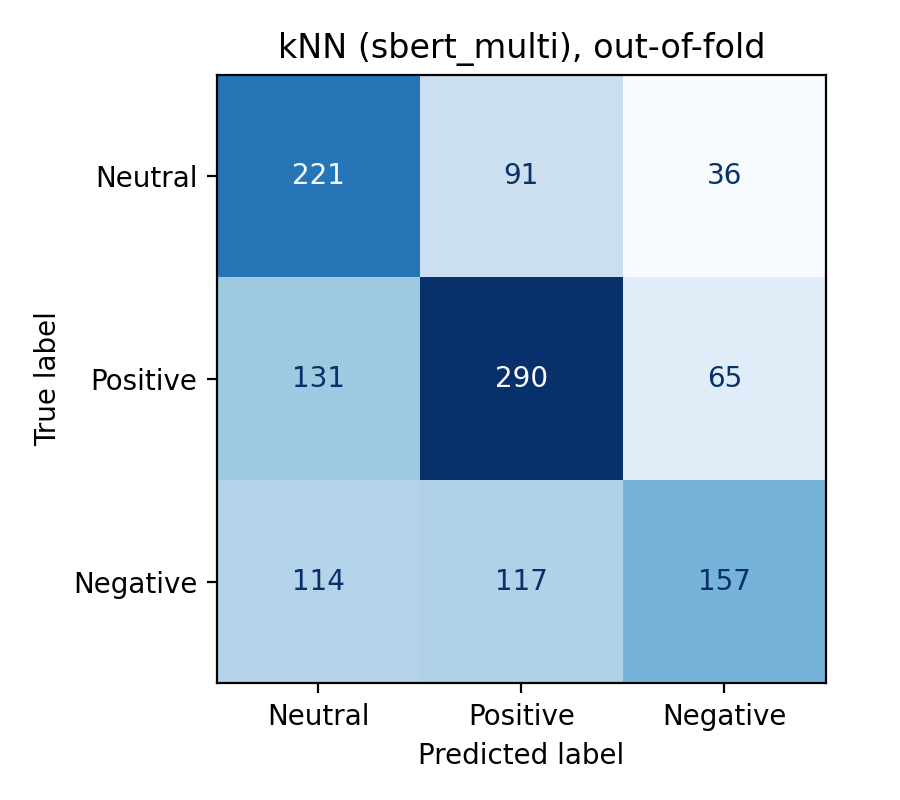 kNN (sbert_multi), out-of-fold
True label
Neutral 221 91 36
Positive 131 290 65
Negative 114 117 157
Neutral Positive Negative
Predicted label